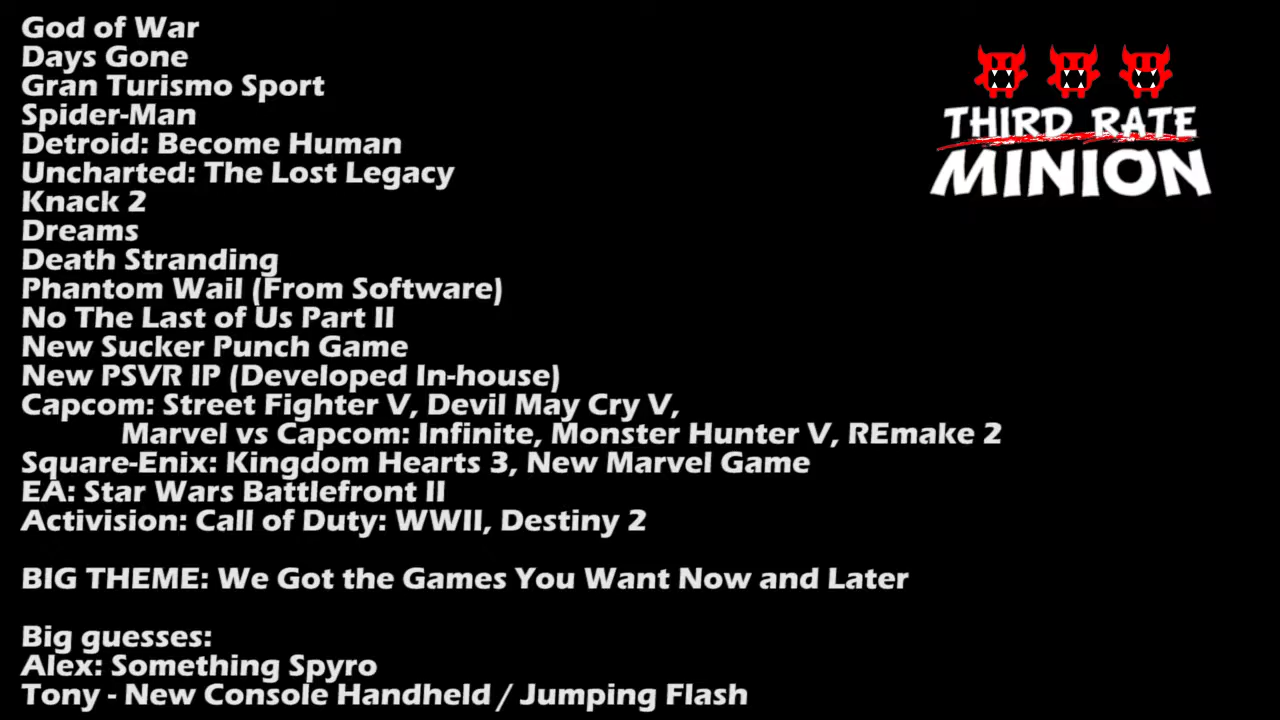 God of War
Days Gone
Gran Turismo Sport
Spider-Man
Detroid: Become Human
Uncharted: The Lost Legacy
Knack 2
Dreams
Death Stranding
Phantom Wail (From Software)
No The Last of Us Part II
New Sucker Punch Game
New PSVR IP (Developed In-house)
Capcom: Street Fighter V, Devil May Cry V,
Marvel vs Capcom: Infinite, Monster Hunter V, REmake 2
Square-Enix: Kingdom Hearts 3, New Marvel Game
EA: Star Wars Battlefront II
Activision: Call of Duty: WWII, Destiny 2
BIG THEME: We Got the Games You Want Now and Later
Big guesses:
Alex: Something Spyro
Tony - New Console Handheld / Jumping Flash
THIRD RATE
MINION